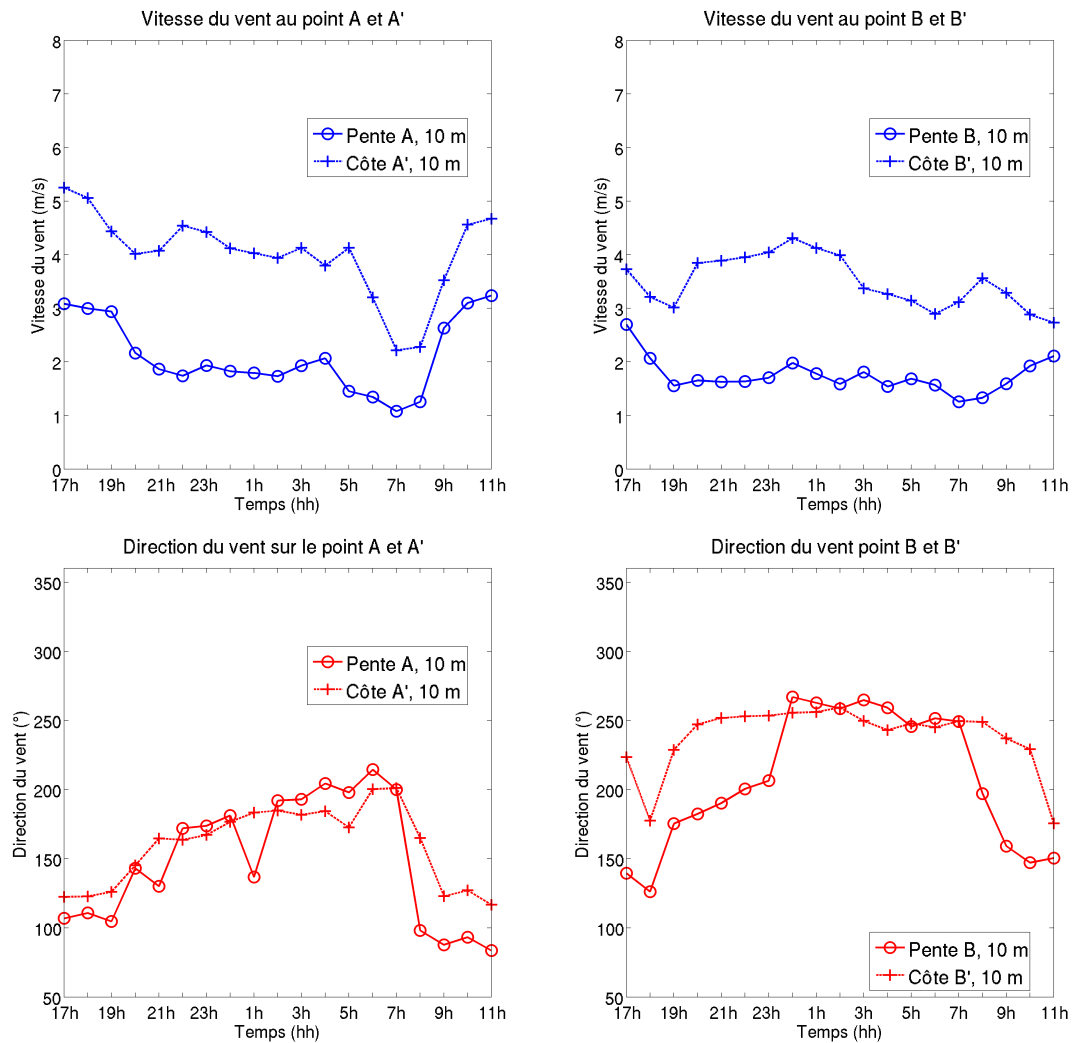 Vitesse du vent au point A et A'
Vitesse du vent (m/s)
8
7
6
5
4
3
2
1
0
Pente A, 10 m
Côte A', 10 m
17h 19h 21h 23h 1h 3h 5h 7h 9h 11h
Temps (hh)
Vitesse du vent au point B et B'
Vitesse du vent (m/s)
8
7
6
5
4
3
2
1
0
Pente B, 10 m
Côte B', 10 m
17h 19h 21h 23h 1h 3h 5h 7h 9h 11h
Temps (hh)
Direction du vent sur le point A et A'
Direction du vent (°)
350
300
250
200
150
100
50
Pente A, 10 m
Côte A', 10 m
17h 19h 21h 23h 1h 3h 5h 7h 9h 11h
Temps (hh)
Direction du vent point B et B'
Direction du vent (°)
350
300
250
200
150
100
50
Pente B, 10 m
Côte B', 10 m
17h 19h 21h 23h 1h 3h 5h 7h 9h 11h
Temps (hh)